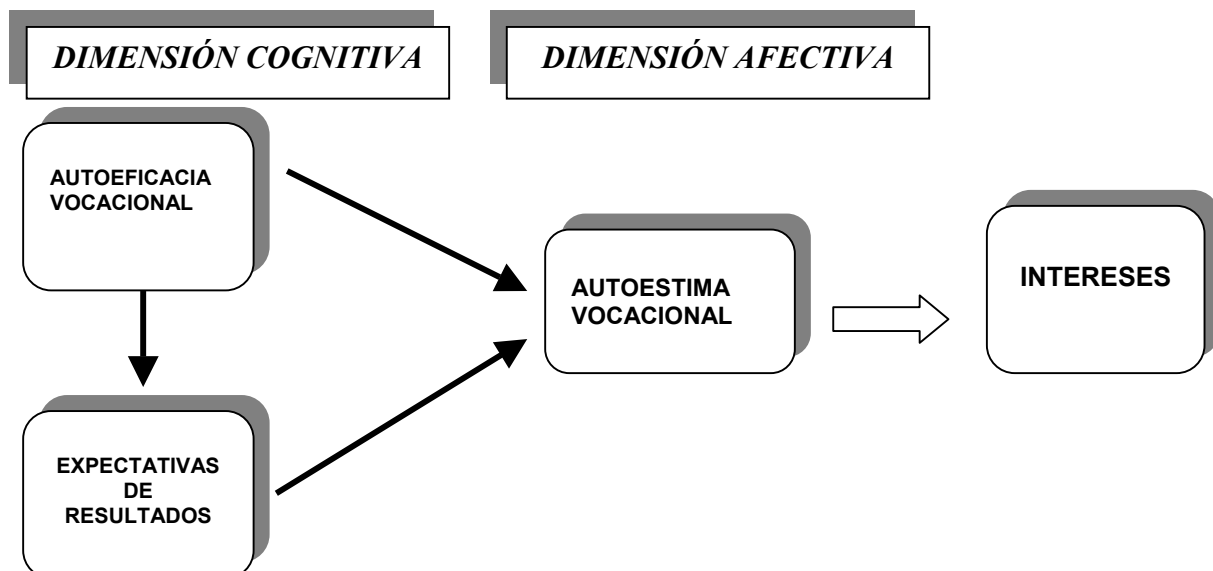 DIMENSIÓN COGNITIVA
DIMENSIÓN AFECTIVA
AUTOEFICACIA
VOCACIONAL
AUTOESTIMA
VOCACIONAL
INTERESES
EXPECTATIVAS
DE
RESULTADOS